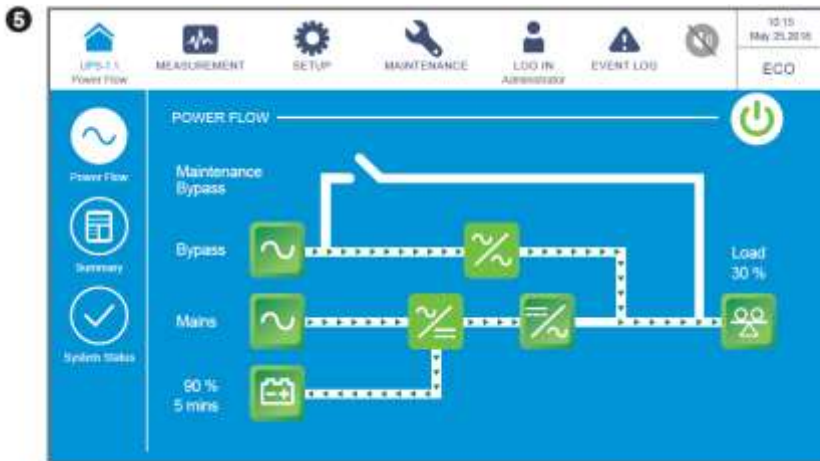 5
10:15
May 25,2016
UPS-1.1
Power Flow
MEASUREMENT
SETUP
MAINTENANCE
LOG IN
Administrator
EVENT LOG
ECO
POWER FLOW
Power Flow
Maintenance
Bypass
Bypass
Summary
Load
30 %
Mains
System Status
90 %
5 mins